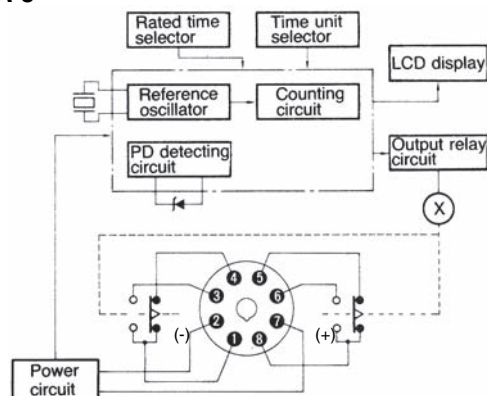 Rated time
selector
Time unit
selector
LCD display
Reference
oscillator
Counting
circuit
PD detecting
circuit
Output relay
circuit
X
4
5
3
6
2
7
1
8
(-)
(+)
Power
circuit